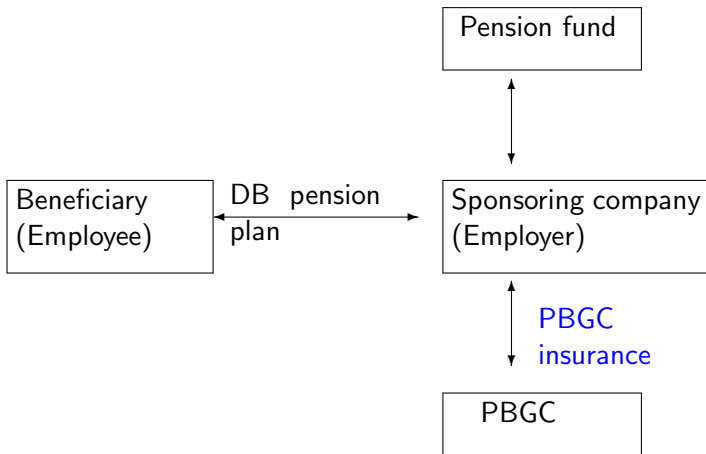 Pension fund
Beneficiary
(Employee)
DB pension
plan
Sponsoring company
(Employer)
PBGC
insurance
PBGC